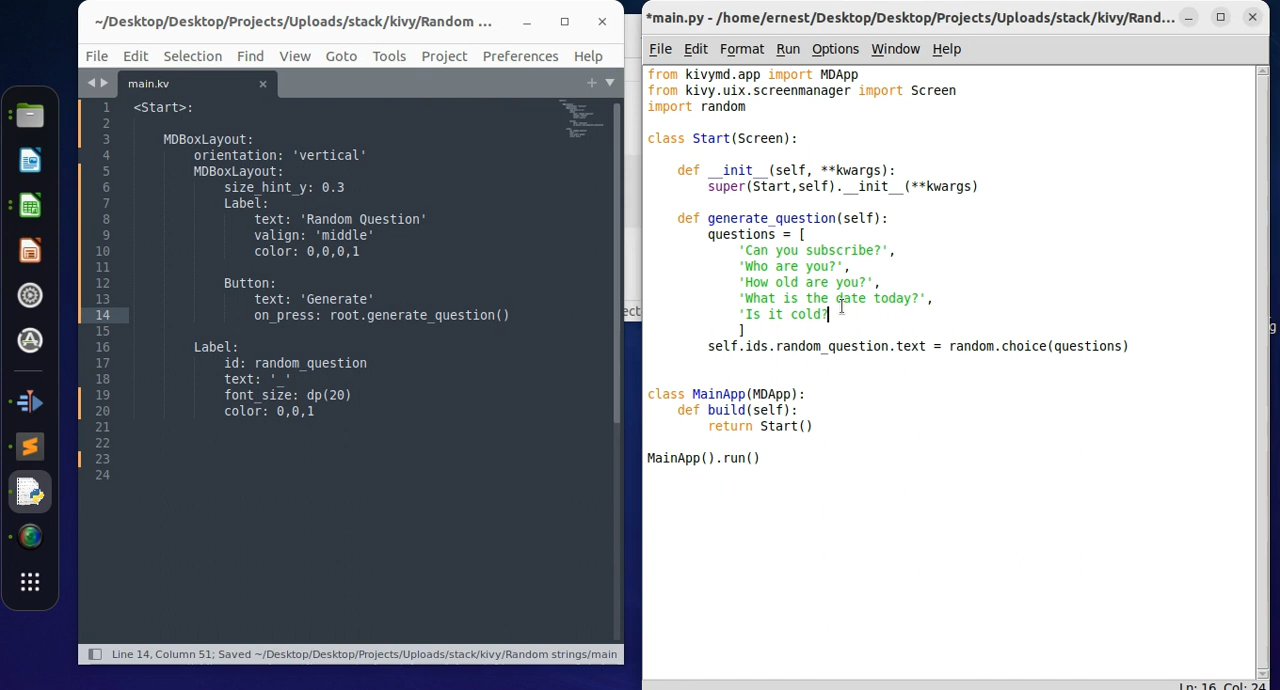 ~/Desktop/Desktop/Projects/Uploads/stack/kivy/Random ...
File Edit Selection Find View Goto Tools Project Preferences Help
main.kv
1 <Start>:
2
3 MDBoxLayout:
4 orientation: 'vertical'
5 MDBoxLayout:
6 size_hint_y: 0.3
7 Label:
8 text: 'Random Question'
9 valign: 'middle'
10 color: 0,0,0,1
11
12 Button:
13 text: 'Generate'
14 on_press: root.generate_question()
15
16 Label:
17 id: random_question
18 text: '_'
19 font_size: dp(20)
20 color: 0,0,1
21
22
23
24
Line 14, Column 51; Saved ~/Desktop/Desktop/Projects/Uploads/stack/kivy/Random strings/main
*main.py - /home/ernest/Desktop/Desktop/Projects/Uploads/stack/kivy/Rand...
File Edit Format Run Options Window Help
from kivymd.app import MDApp
from kivy.uix.screenmanager import Screen
import random
class Start(Screen):
def __init__(self, **kwargs):
super(Start,self).__init__(**kwargs)
def generate_question(self):
questions = [
'Can you subscribe?',
'Who are you?',
'How old are you?',
'What is the date today?',
'Is it cold?
]
self.ids.random_question.text = random.choice(questions)
class MainApp(MDApp):
def build(self):
return Start()
MainApp().run()
Ln: 16 Col: 24